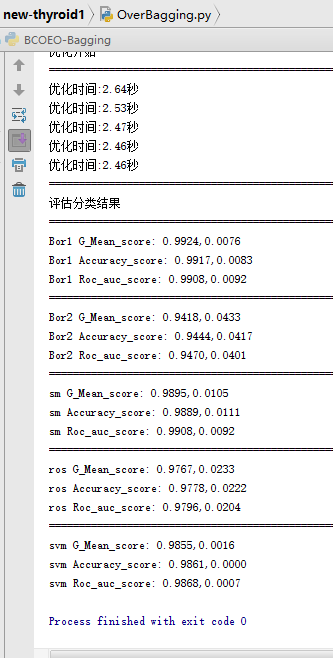 new-thyroid1 OverBagging.py
BCOEO-Bagging
优化时间:2.64秒
优化时间:2.53秒
优化时间:2.47秒
优化时间:2.46秒
优化时间:2.46秒
评估分类结果
Bor1 G_Mean_score: 0.9924,0.0076
Bor1 Accuracy_score: 0.9917,0.0083
Bor1 Roc_auc_score: 0.9908,0.0092
Bor2 G_Mean_score: 0.9418,0.0433
Bor2 Accuracy_score: 0.9444,0.0417
Bor2 Roc_auc_score: 0.9470,0.0401
sm G_Mean_score: 0.9895,0.0105
sm Accuracy_score: 0.9889,0.0111
sm Roc_auc_score: 0.9908,0.0092
ros G_Mean_score: 0.9767,0.0233
ros Accuracy_score: 0.9778,0.0222
ros Roc_auc_score: 0.9796,0.0204
svm G_Mean_score: 0.9855,0.0016
svm Accuracy_score: 0.9861,0.0000
svm Roc_auc_score: 0.9868,0.0007
Process finished with exit code 0